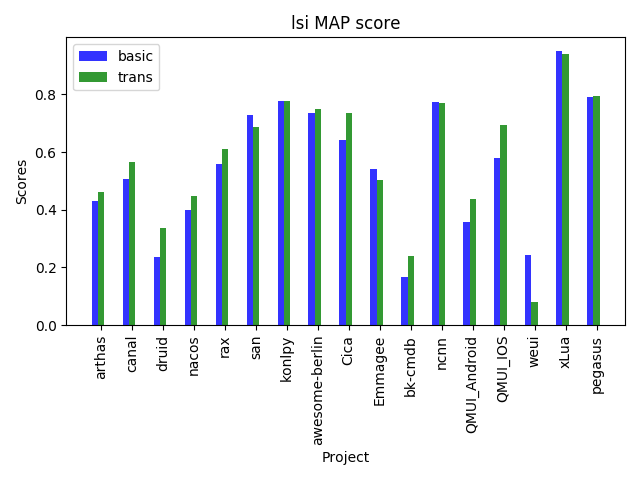 lsi MAP score
basic
trans
Scores
0.8
0.6
0.4
0.2
0.0
arthas
canal
druid
nacos
rax
san
konlpy
awesome-berlin
Cica
Emmagee
bk-cmdb
ncnn
QMUI_Android
QMUI_IOS
weui
xLua
pegasus
Project